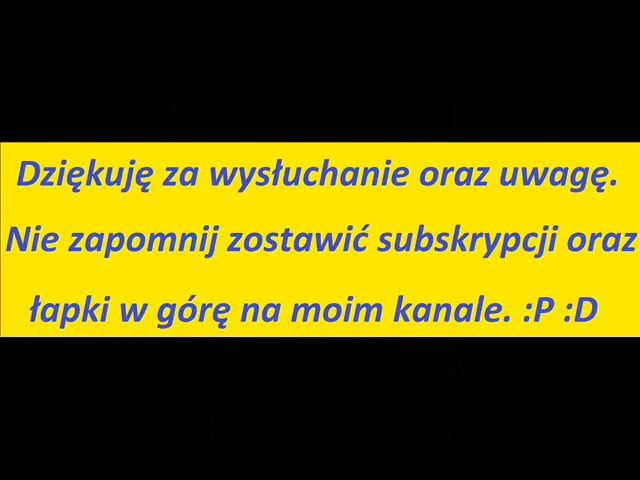 Dziękuję za wysłuchanie oraz uwagę.
Nie zapomnij zostawić subskrypcji oraz
łapki w górę na moim kanale. :P :D